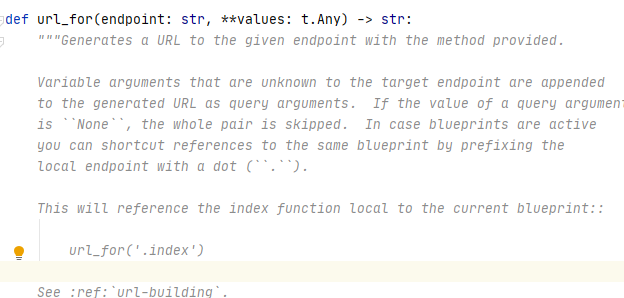 def url_for(endpoint: str, **values: t.Any) -> str:
"""Generates a URL to the given endpoint with the method provided.
Variable arguments that are unknown to the target endpoint are appended
to the generated URL as query arguments.  If the value of a query argument
is ``None``, the whole pair is skipped.  In case blueprints are active
you can shortcut references to the same blueprint by prefixing the
local endpoint with a dot (``.``).
This will reference the index function local to the current blueprint::
url_for('.index')
See :ref:`url-building`.